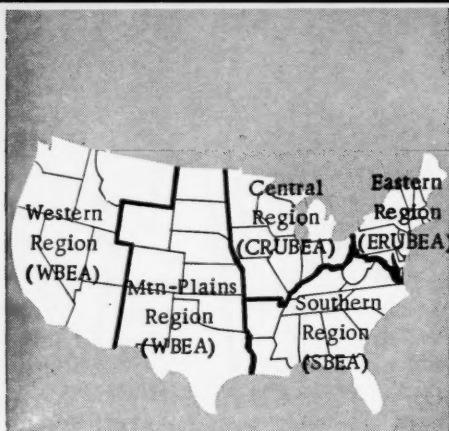 Western
Region
(WBEA)
Mtn-Plains
Region
(WBEA)
Central
Region
(CRUBEA)
Eastern
Region
(ERUBEA)
Southern
Region
(SBEA)